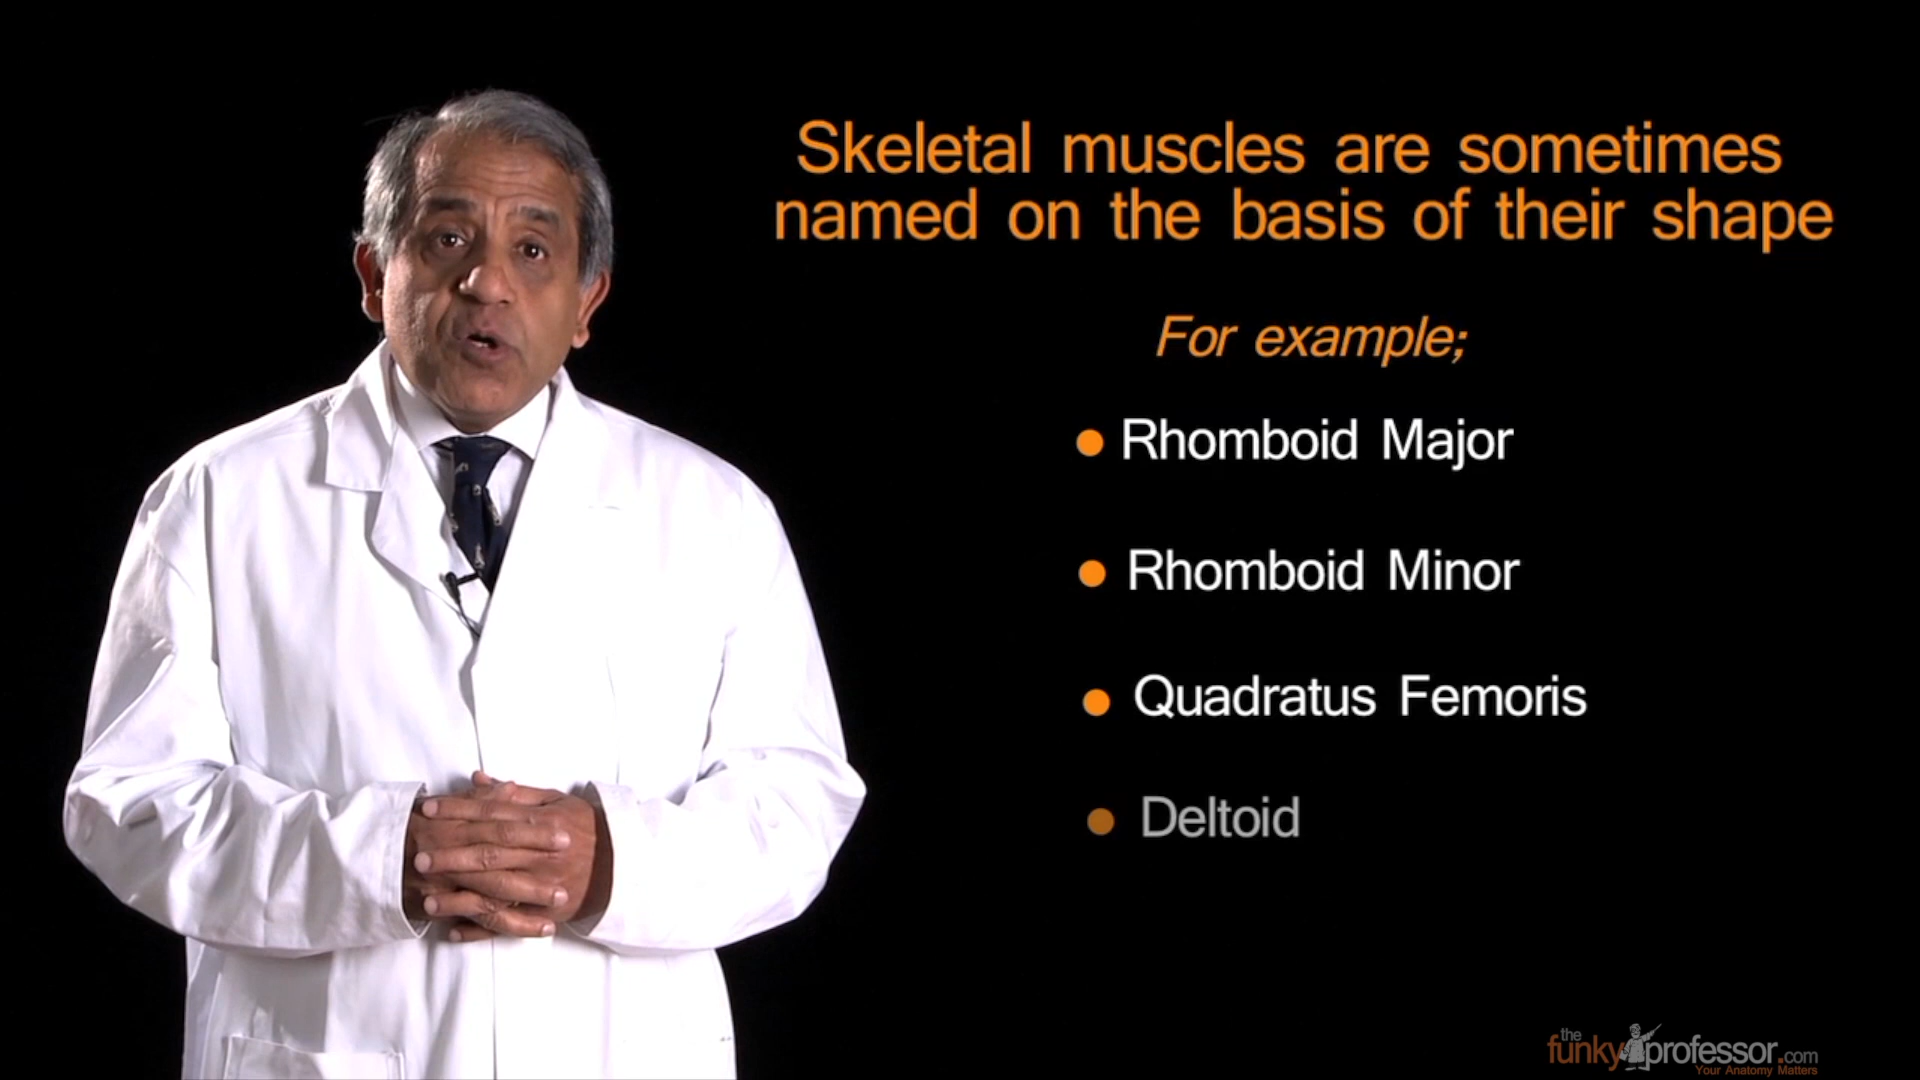 Skeletal muscles are sometimes
named on the basis of their shape
For example;
Rhomboid Major
Rhomboid Minor
Quadratus Femoris
Deltoid
the
funkyprofessor.com
Your Anatomy Matters